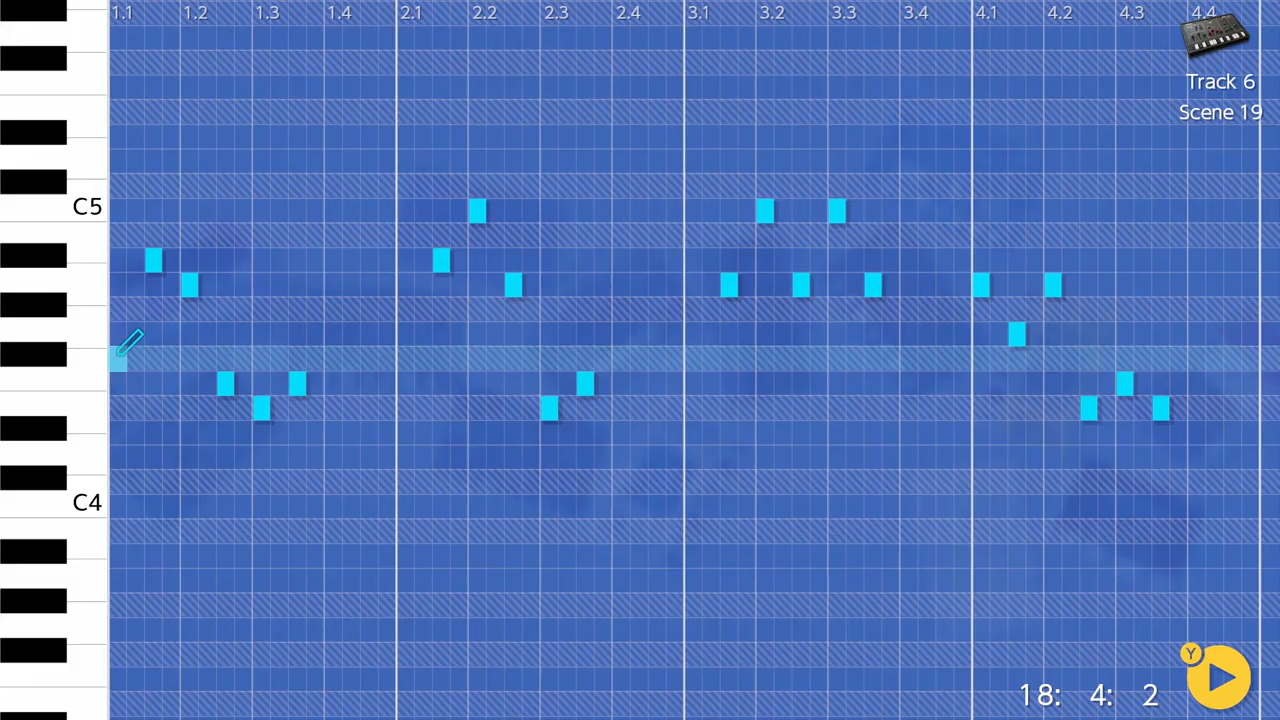 1.1 1.2 1.3 1.4 2.1 2.2 2.3 2.4 3.1 3.2 3.3 3.4 4.1 4.2 4.3 4.4
Track 6
Scene 19
C5
C4
Y
18: 4: 2